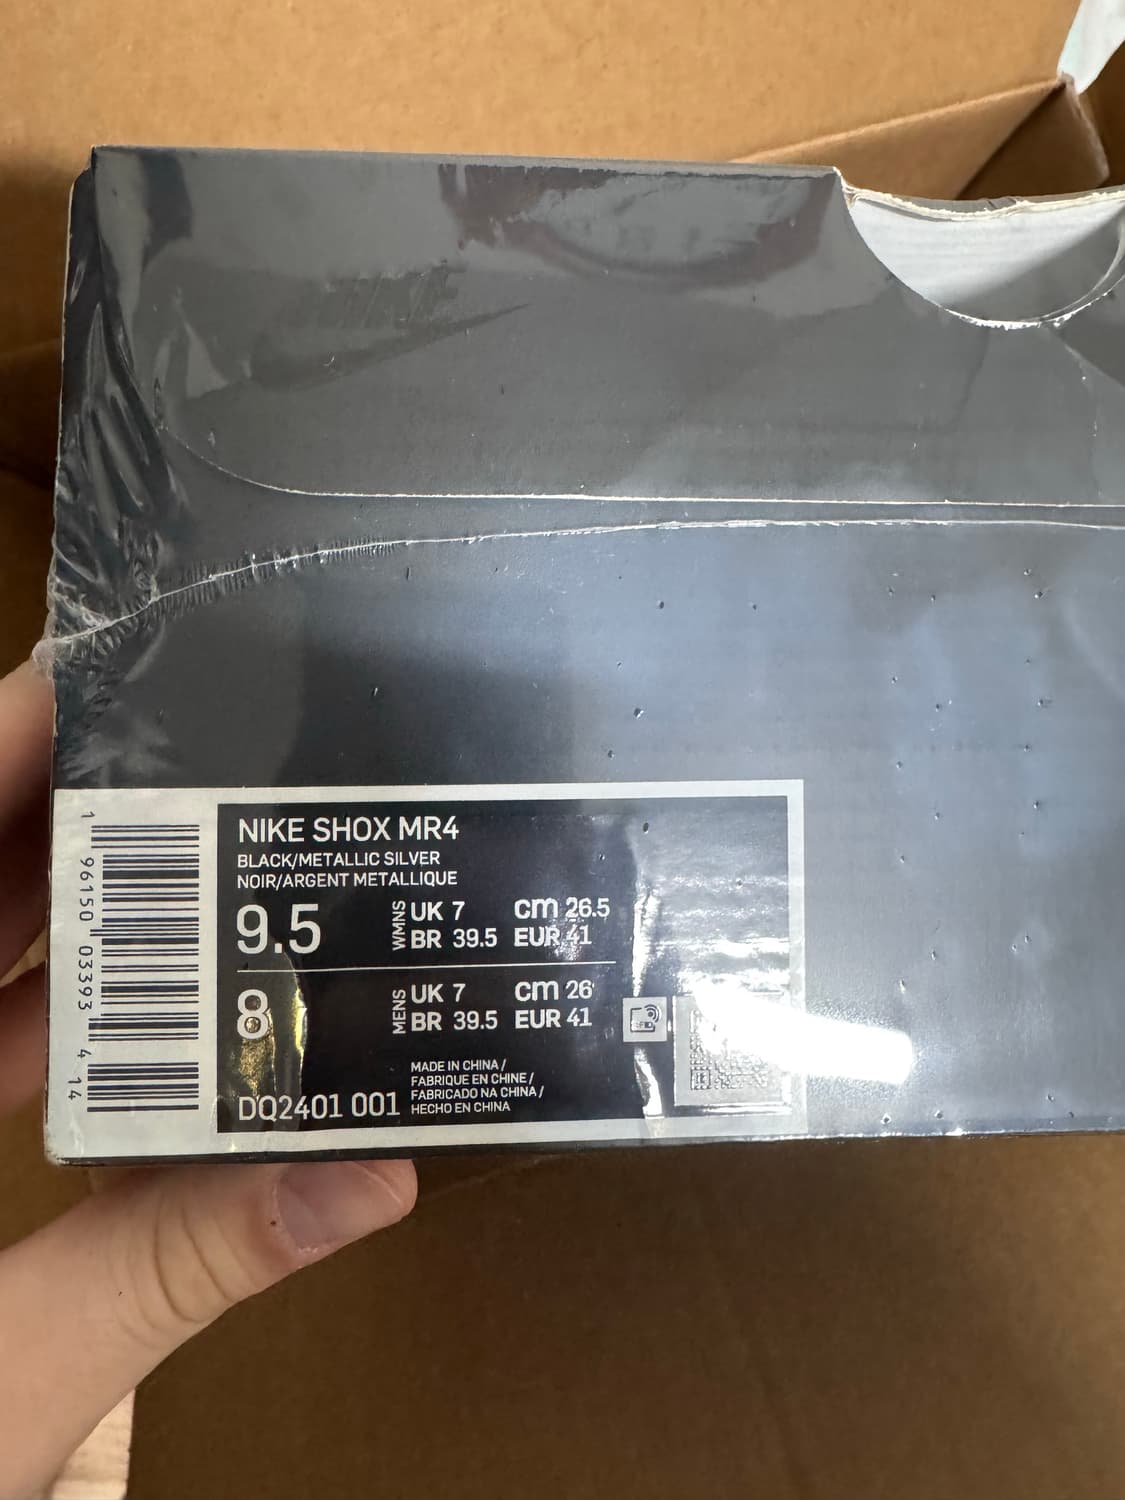 NIKE
NIKE SHOX MR4
BLACK/METALLIC SILVER
NOIR/ARGENT METALLIQUE
9.5 WMNS UK 7 cm 26.5
BR 39.5 EUR 41
8 MENS UK 7 cm 26
BR 39.5 EUR 41
MADE IN CHINA /
FABRIQUE EN CHINE /
FABRICADO NA CHINA /
HECHO EN CHINA
DQ2401 001
1 96150 03393 4 14